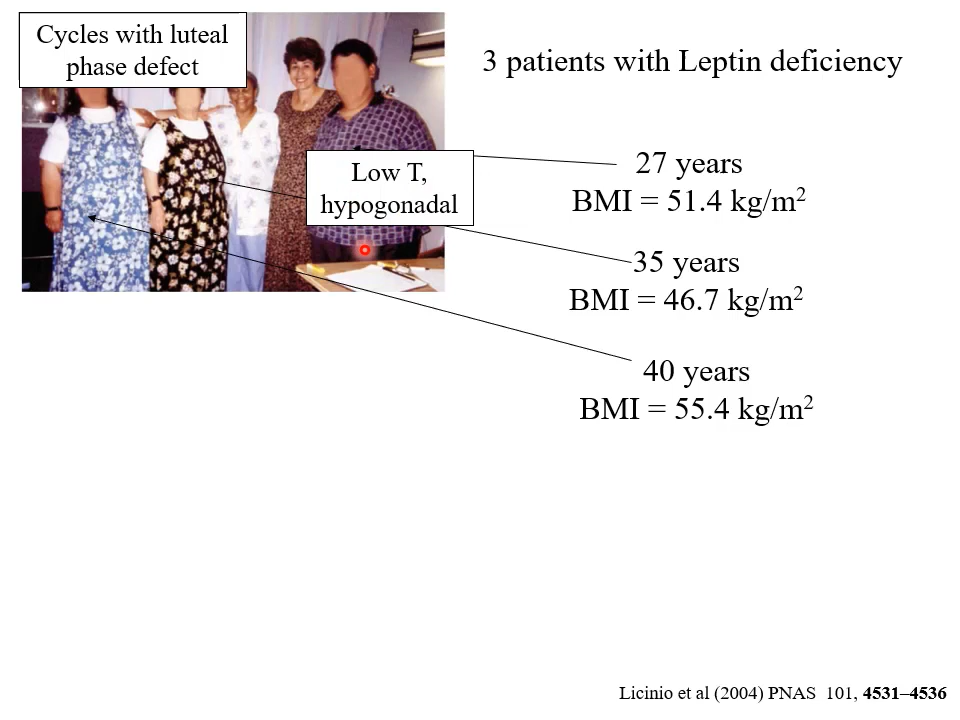 Cycles with luteal
phase defect
3 patients with Leptin deficiency
Low T,
hypogonadal
27 years
BMI = 51.4 kg/m²
35 years
BMI = 46.7 kg/m²
40 years
BMI = 55.4 kg/m²
Licinio et al (2004) PNAS 101, 4531–4536